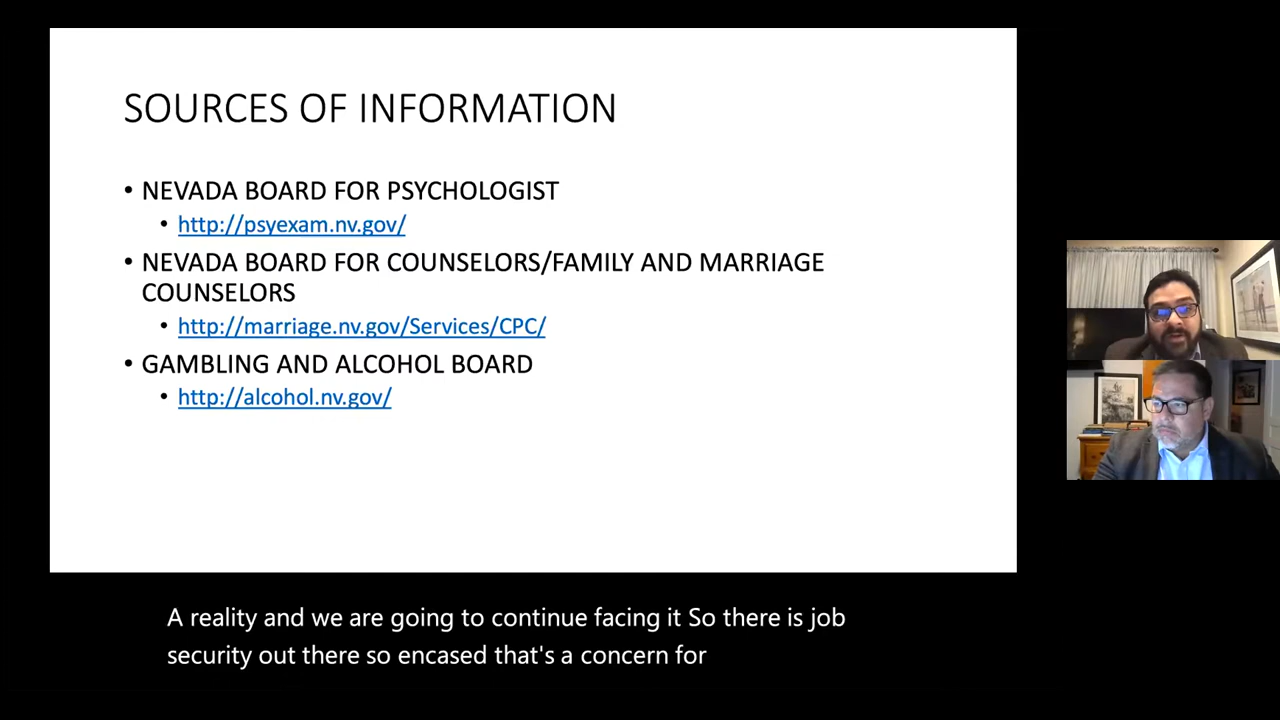 SOURCES OF INFORMATION
• NEVADA BOARD FOR PSYCHOLOGIST
• http://psyexam.nv.gov/
• NEVADA BOARD FOR COUNSELORS/FAMILY AND MARRIAGE
COUNSELORS
• http://marriage.nv.gov/Services/CPC/
• GAMBLING AND ALCOHOL BOARD
• http://alcohol.nv.gov/
A reality and we are going to continue facing it So there is job
security out there so encased that's a concern for